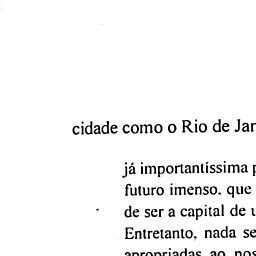 cidade como o Rio de Jan
já importantíssima p
futuro imenso, que
de ser a capital de u
Entretanto, nada se
apropriadas ao nos